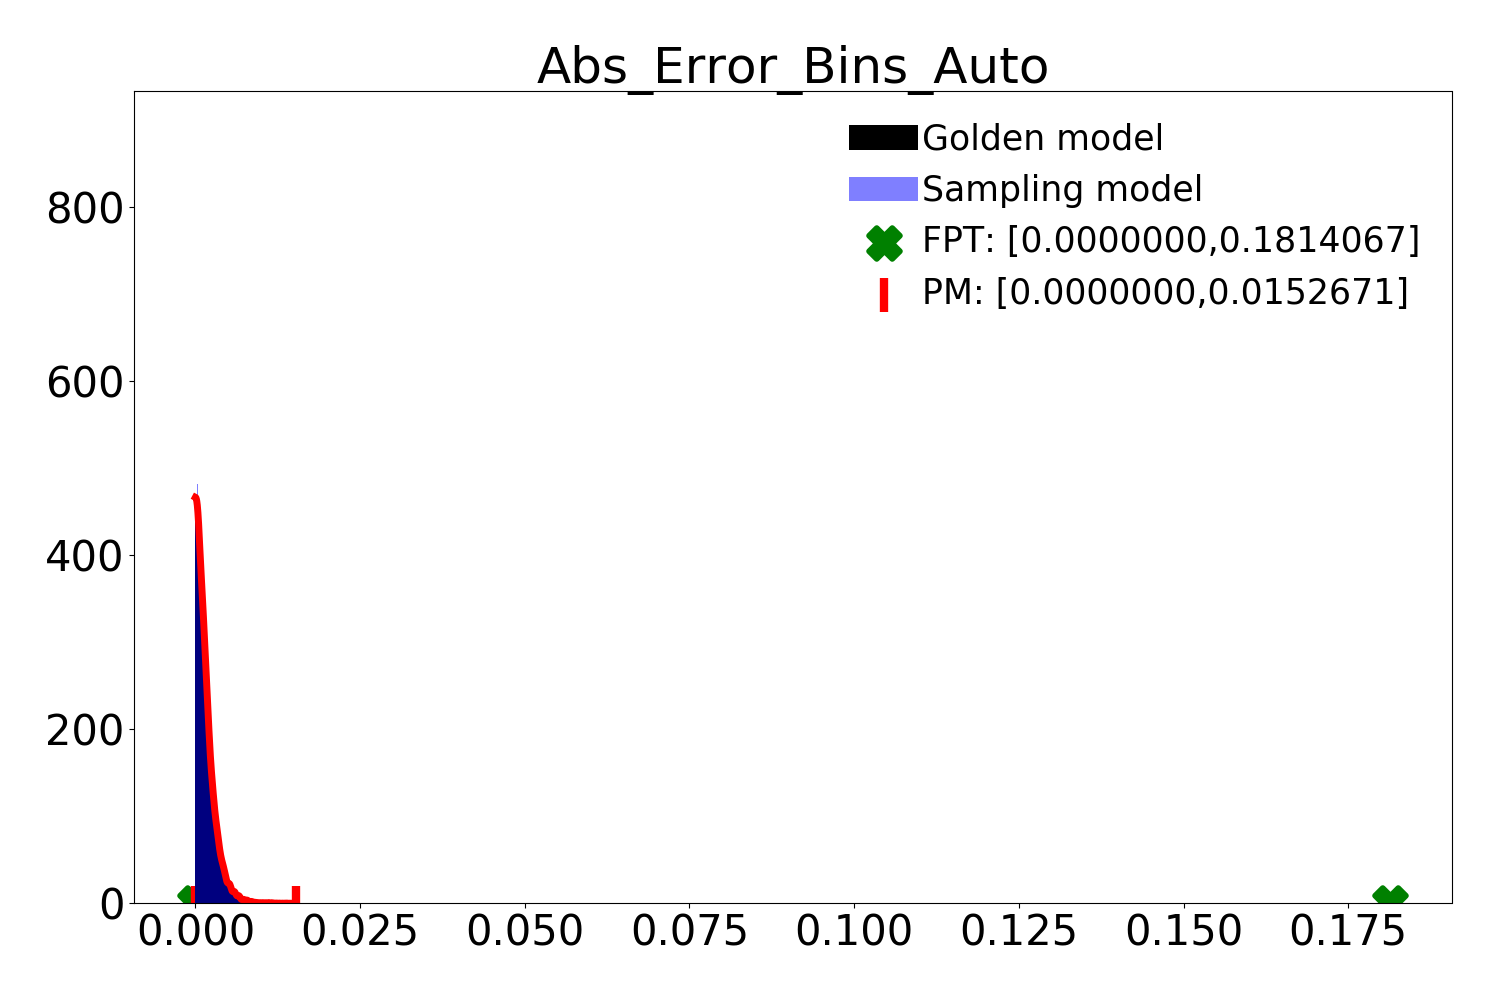 Abs_Error_Bins_Auto
Golden model
Sampling model
FPT: [0.0000000,0.1814067]
PM: [0.0000000,0.0152671]
800
600
400
200
0
0.000 0.025 0.050 0.075 0.100 0.125 0.150 0.175